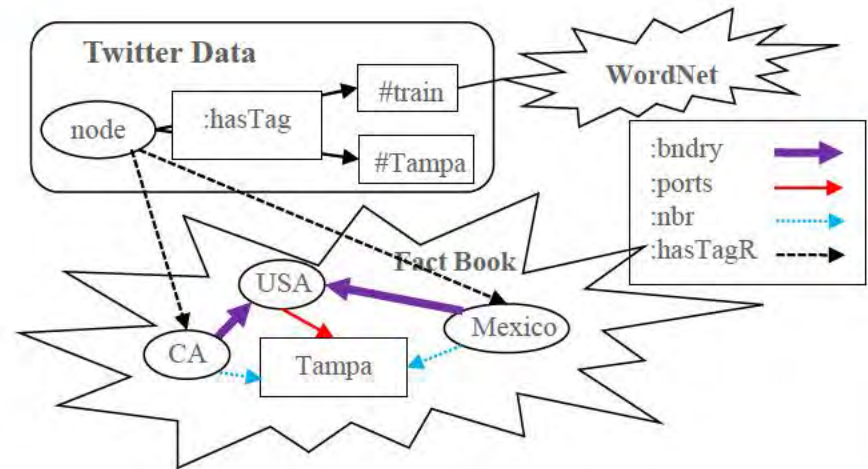 Twitter Data
WordNet
#train
:hasTag
node
#Tampa
:bndry
:ports
:nbr
:hasTagR
Fact Book
USA
Mexico
CA
Tampa